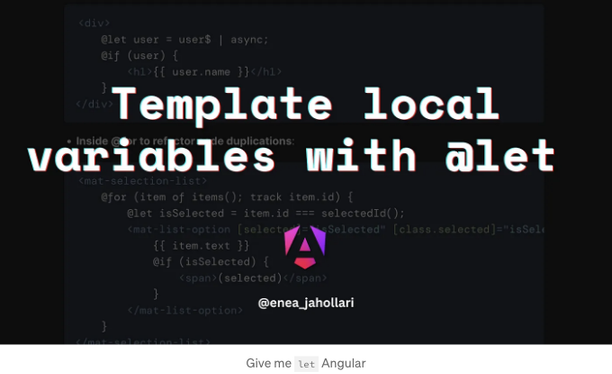 <div>
@let user = user$ | async;
@if (user) {
<h1>{{ user.name }}</h1>
}
</div>
Template local
variables with @let
• Inside @for to refactor code duplications:
<mat-selection-list>
@for (item of items(); track item.id) {
@let isSelected = item.id === selectedId();
<mat-list-option [selected]="isSelected" [class.selected]="isSele
{{ item.text }}
@if (isSelected) {
<span>(selected)</span>
}
</mat-list-option>
}
</mat-selection-list>
@enea_jahollari
Give me let Angular